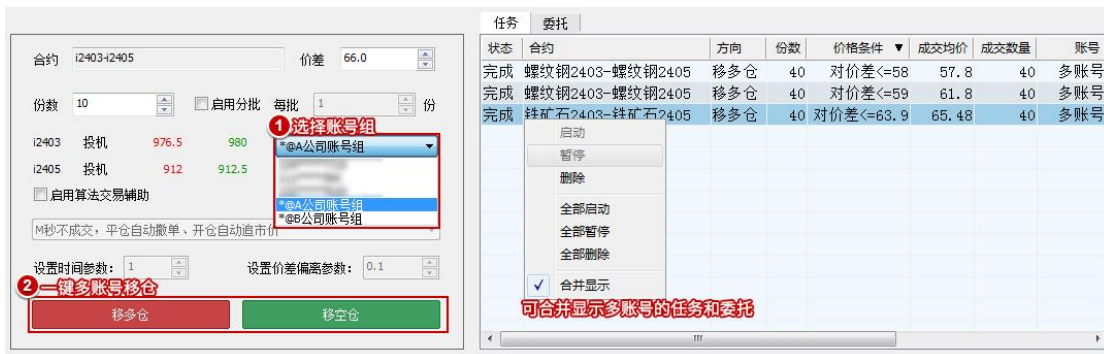 合约 i2403-i2405 价差 66.0
份数 10 启用分批 每批 1 份
1 选择账号组
i2403 投机 976.5 980 *@A公司账号组
i2405 投机 912 912.5
启用算法交易辅助
*@A公司账号组
*@B公司账号组
M秒不成交，平仓自动撤单、开仓自动追市价
设置时间参数： 1 设置价差偏离参数： 0.1
2 一键多账号移仓
移多仓 移空仓
任务 委托
状态 合约 方向 份数 价格条件 ▼ 成交均价 成交数量 账号
完成 螺纹钢2403-螺纹钢2405 移多仓 40 对价差<=58 57.8 40 多账号
完成 螺纹钢2403-螺纹钢2405 移多仓 40 对价差<=59 61.8 40 多账号
完成 铁矿石2403-铁矿石2405 移多仓 40 对价差<=63.9 65.48 40 多账号
启动
暂停
删除
全部启动
全部暂停
全部删除
✓ 合并显示
可合并显示多账号的任务和委托